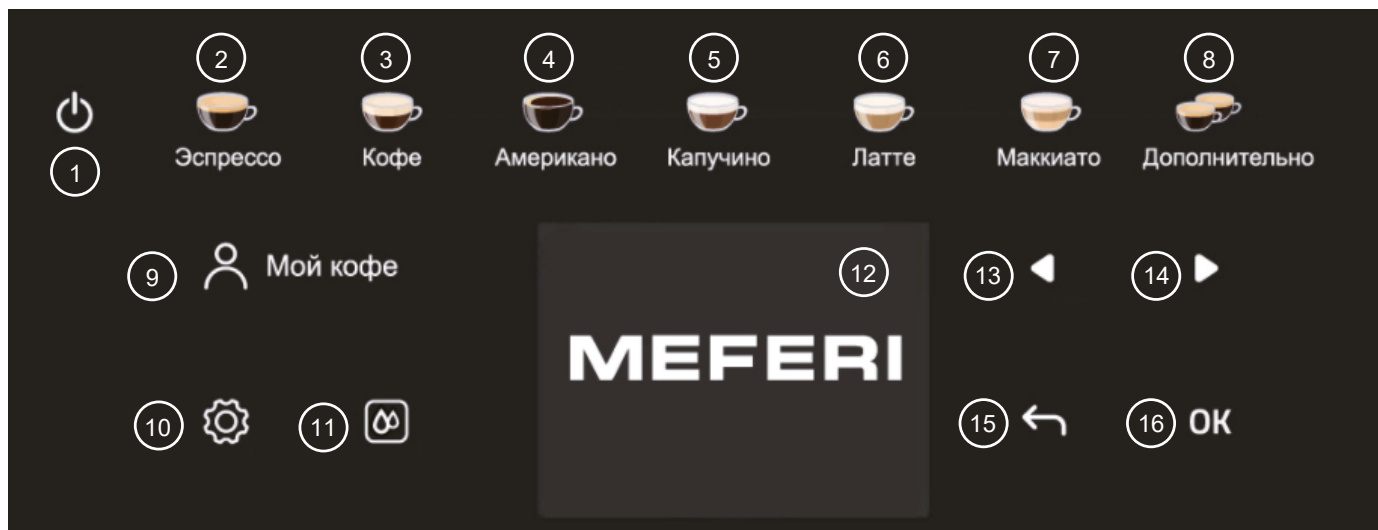 2 3 4 5 6 7 8
Эспрессо Кофе Американо Капучино Латте Маккиато Дополнительно
1
9 Мой кофе 12 13 14
MEFERI
10 11 15 16 OK